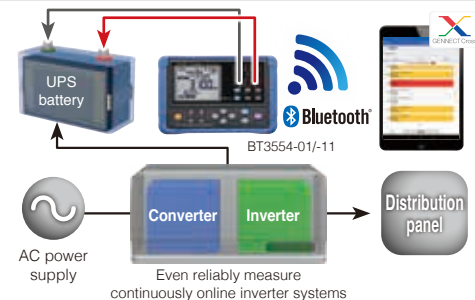 GENNECT Cross
UPS
battery
Bluetooth®
BT3554-01/-11
Converter
Inverter
Distribution
panel
AC power
supply
Even reliably measure
continuously online inverter systems